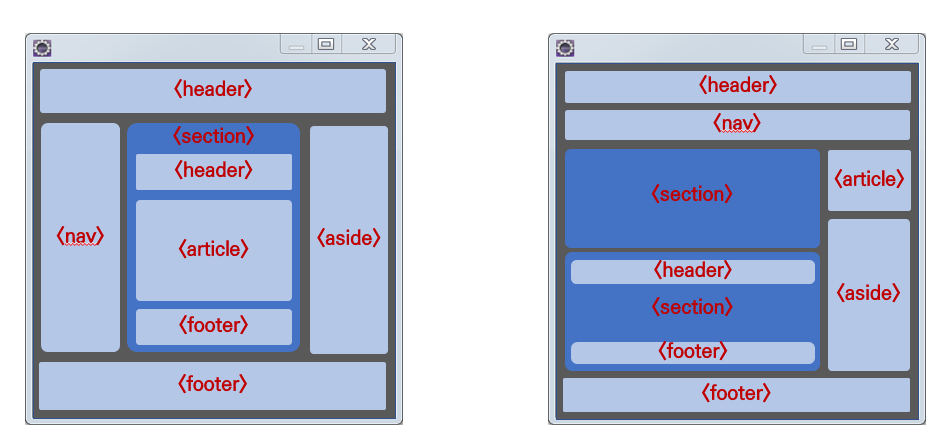 〈header〉
〈section〉
〈header〉
〈nav〉
〈article〉
〈aside〉
〈footer〉
〈footer〉
〈header〉
〈nav〉
〈section〉
〈article〉
〈header〉
〈section〉
〈aside〉
〈footer〉
〈footer〉